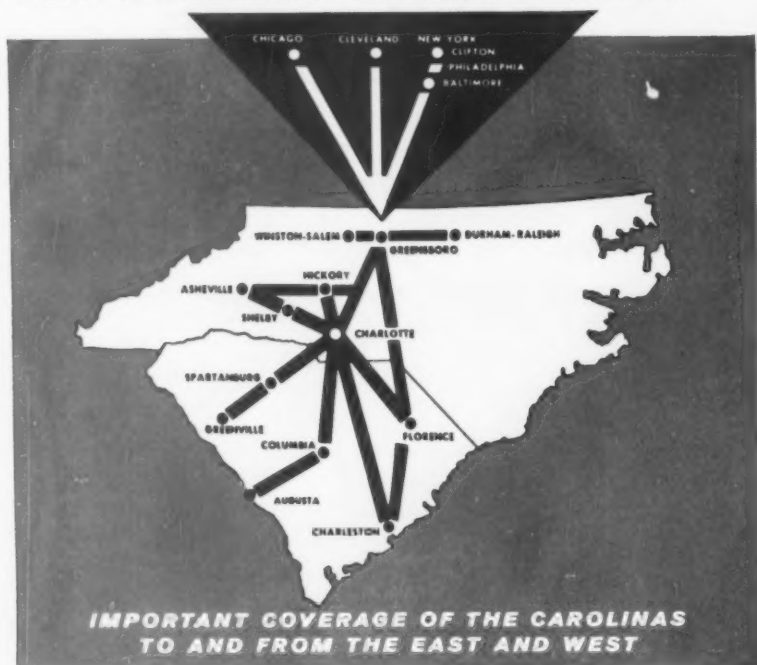 CHICAGO CLEVELAND NEW YORK
CLIFTON
PHILADELPHIA
BALTIMORE
WINSTON-SALEM DURHAM-RALEIGH
GREENSBORO
HICKORY
ASHEVILLE
SHELBY
CHARLOTTE
SPARTANBURG
GREENVILLE
FLORENCE
COLUMBIA
AUGUSTA
CHARLESTON
IMPORTANT COVERAGE OF THE CAROLINAS
TO AND FROM THE EAST AND WEST